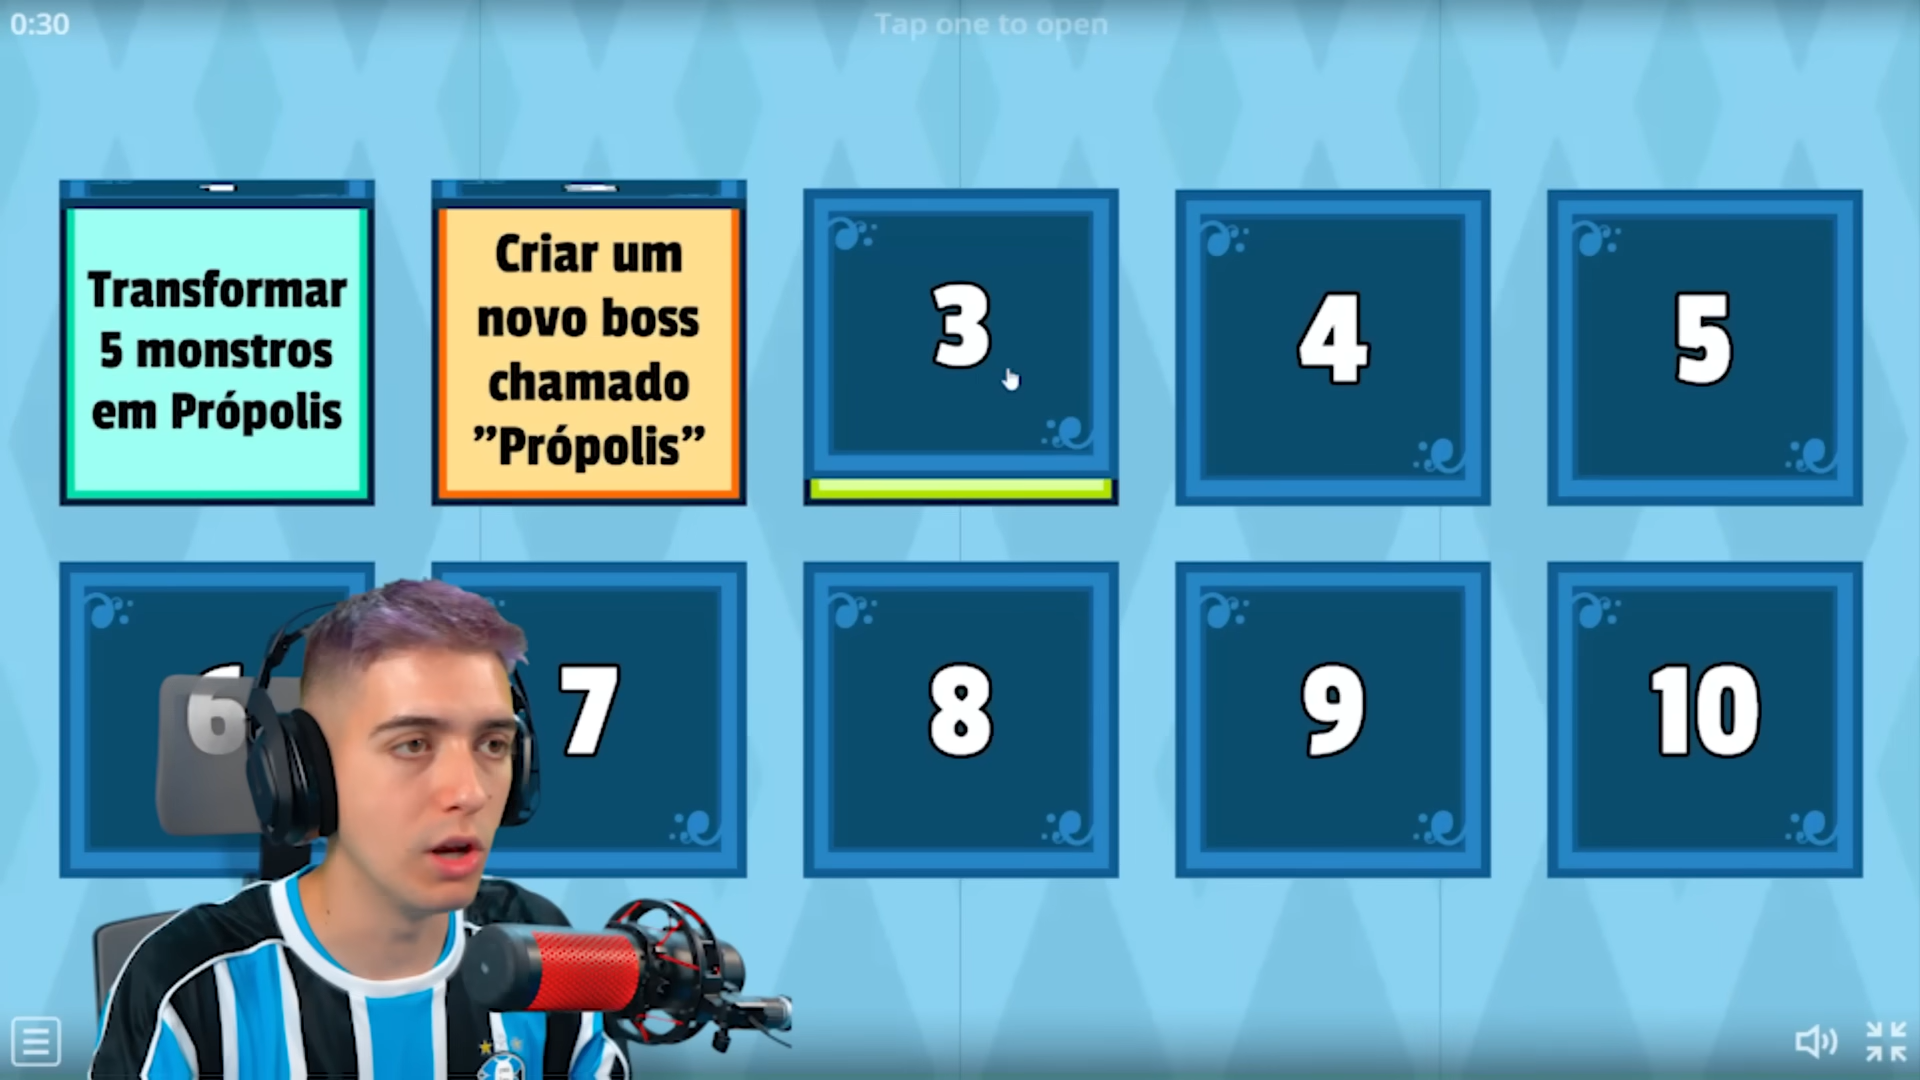 0:30
Tap one to open
Transformar
5 monstros
em Própolis
Criar um
novo boss
chamado
”Própolis”
3
4
5
6
7
8
9
10